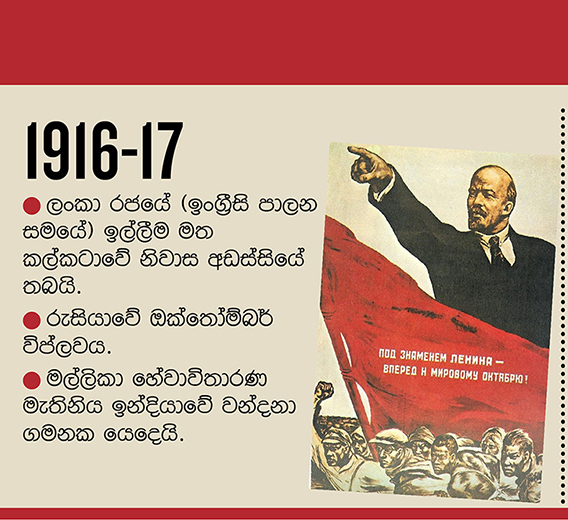 1916-17
ලංකා රජයේ (ඉංග්‍රීසි පාලන
සමයේ) ඉල්ලීම මත
කල්කටාවේ නිවාස අඩස්සියේ
තබයි.
රුසියාවේ ඔක්තෝම්බර්
විප්ලවය.
මල්ලිකා හේවාවිතාරණ
මැතිනිය ඉන්දියාවේ වන්දනා
ගමනක යෙදෙයි.
ПОД ЗНАМЕНЕМ ЛЕНИНА —
ВПЕРЕД К МИРОВОМУ ОКТЯБРЮ!